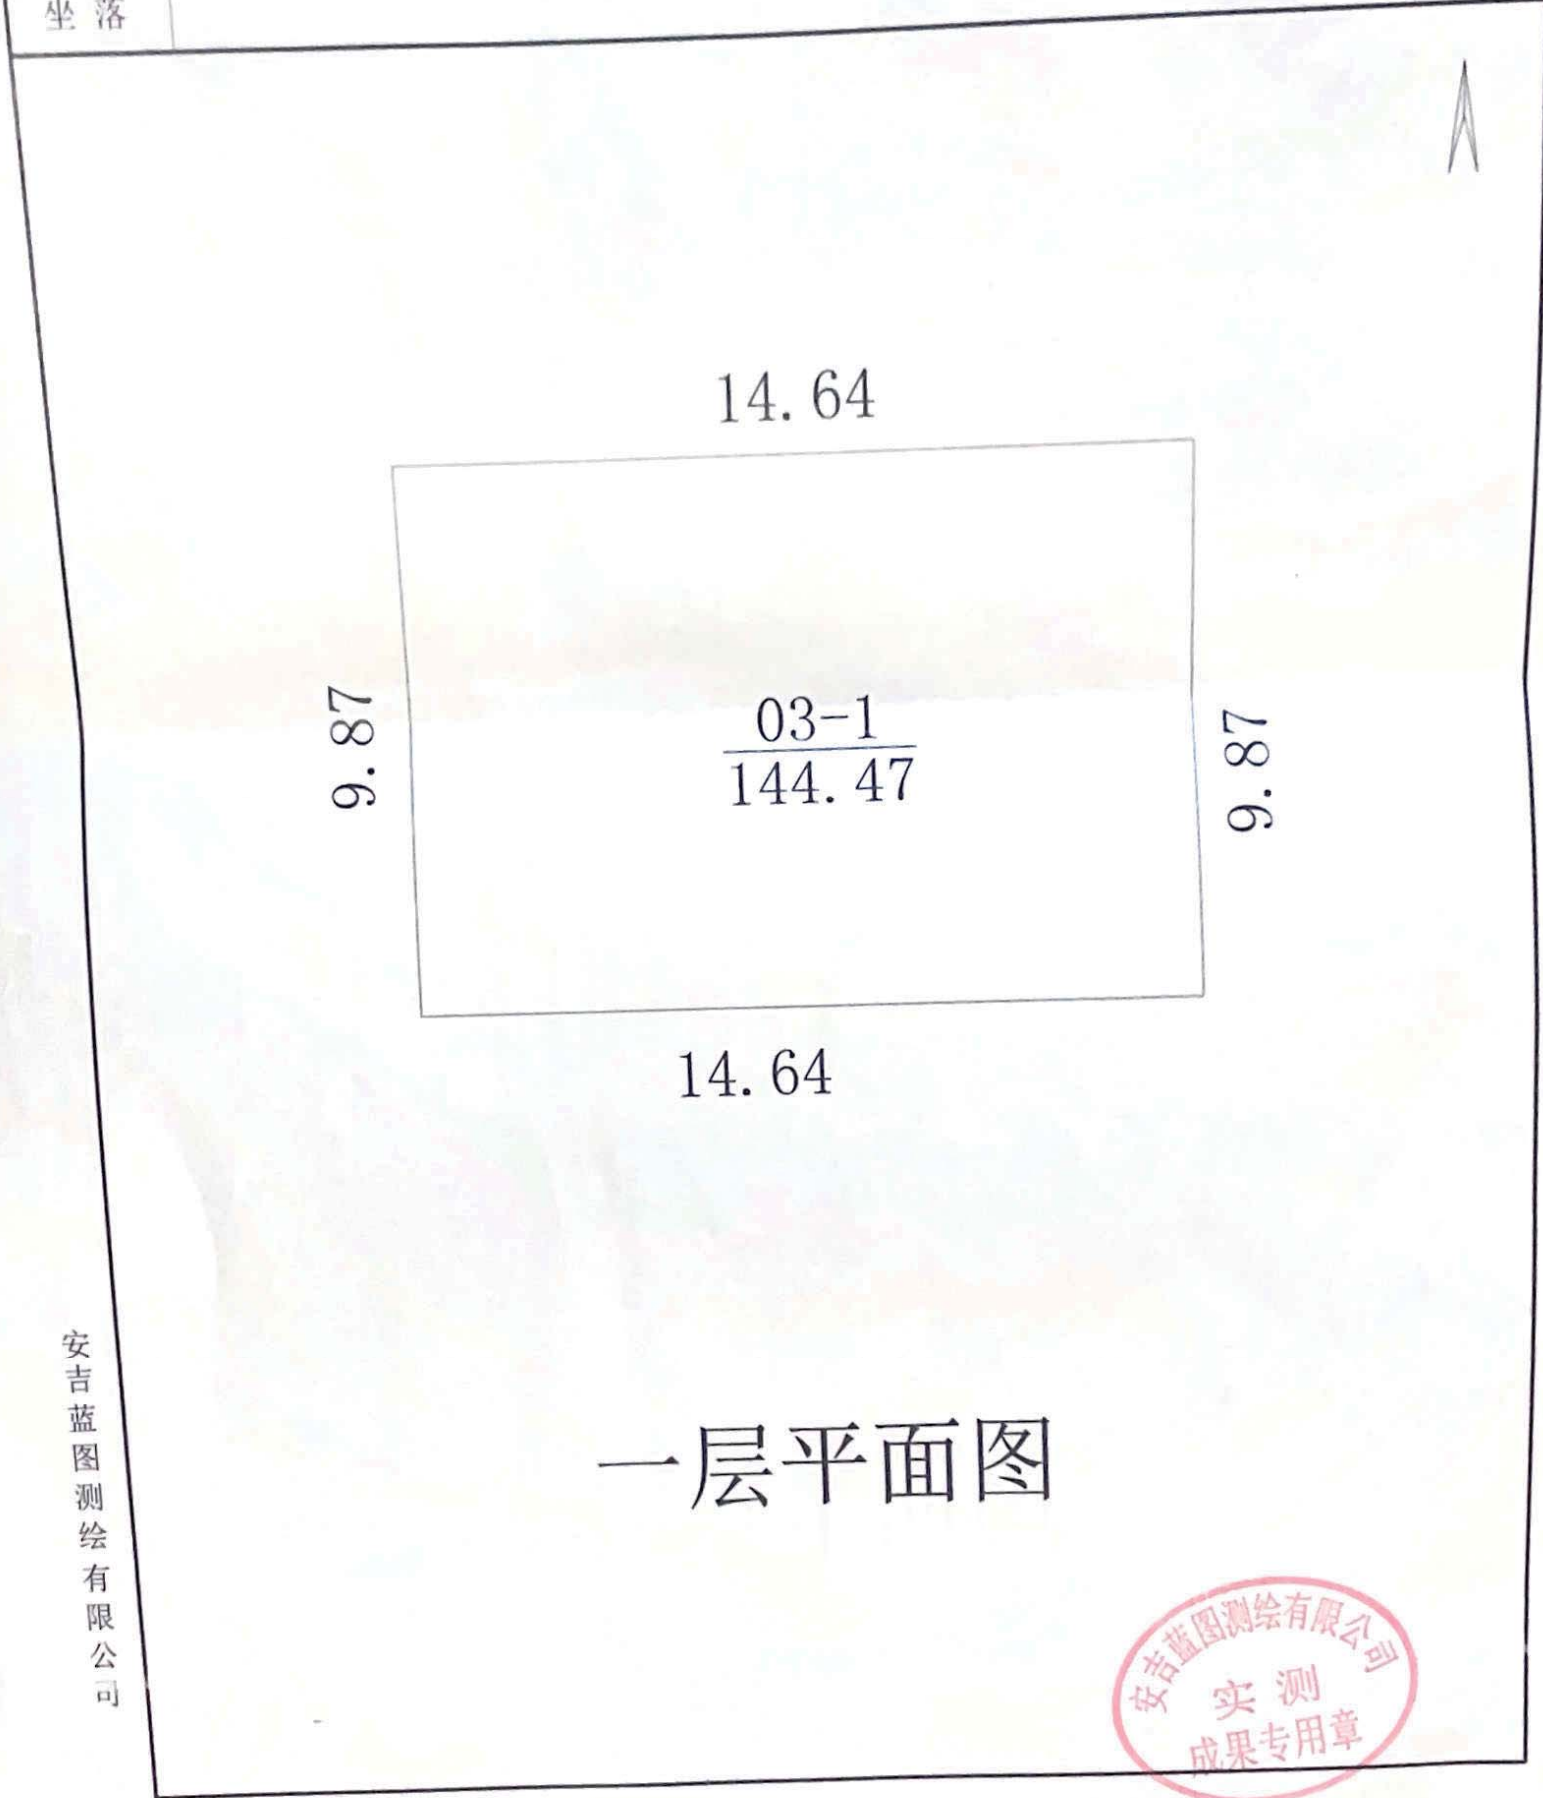 坐 落
14.64
9.87
03-1
144.47
9.87
14.64
一层平面图
安吉蓝图测绘有限公司
安吉蓝图测绘有限公司
实 测
成果专用章